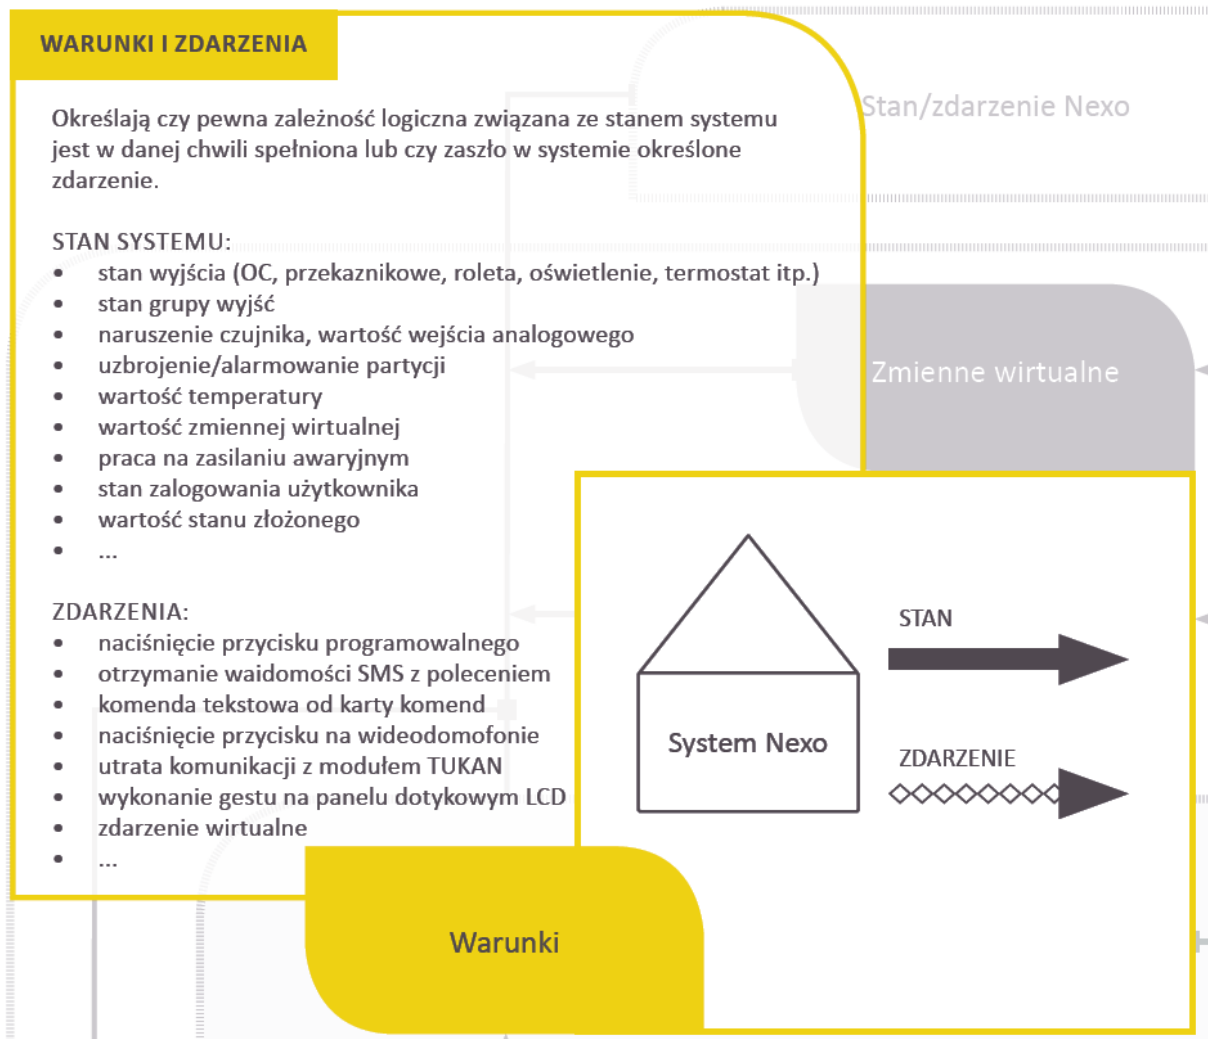 WARUNKI I ZDARZENIA
Określają czy pewna zależność logiczna związana ze stanem systemu
jest w danej chwili spełniona lub czy zaszło w systemie określone
zdarzenie.
STAN SYSTEMU:
• stan wyjścia (OC, przekaznikowe, roleta, oświetlenie, termostat itp.)
• stan grupy wyjść
• naruszenie czujnika, wartość wejścia analogowego
• uzbrojenie/alarmowanie partycji
• wartość temperatury
• wartość zmiennej wirtualnej
• praca na zasilaniu awaryjnym
• stan zalogowania użytkownika
• wartość stanu złożonego
• ...
ZDARZENIA:
• naciśnięcie przycisku programowalnego
• otrzymanie waidomości SMS z poleceniem
• komenda tekstowa od karty komend
• naciśnięcie przycisku na wideodomofonie
• utrata komunikacji z modułem TUKAN
• wykonanie gestu na panelu dotykowym LCD
• zdarzenie wirtualne
• ...
Stan/zdarzenie Nexo
Zmienne wirtualne
System Nexo
STAN
ZDARZENIE
Warunki